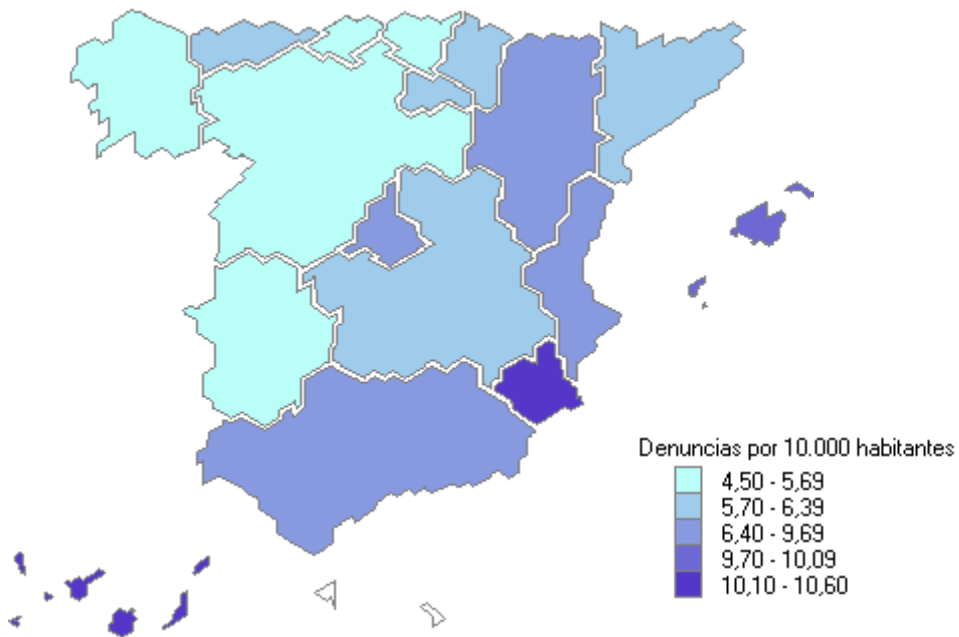 Denuncias por 10.000 habitantes
4,50 - 5,69
5,70 - 6,39
6,40 - 9,69
9,70 - 10,09
10,10 - 10,60